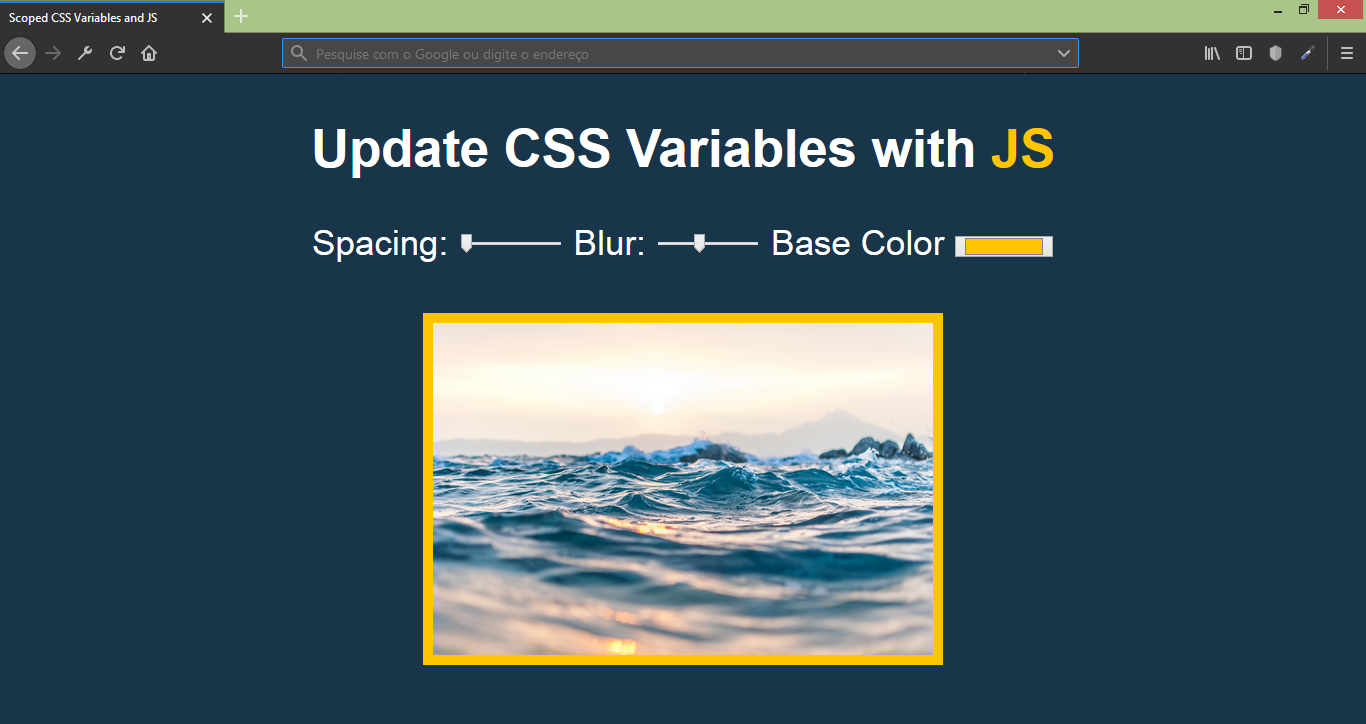 Scoped CSS Variables and JS
Pesquise com o Google ou digite o endereço
Update CSS Variables with JS
Spacing: Blur: Base Color